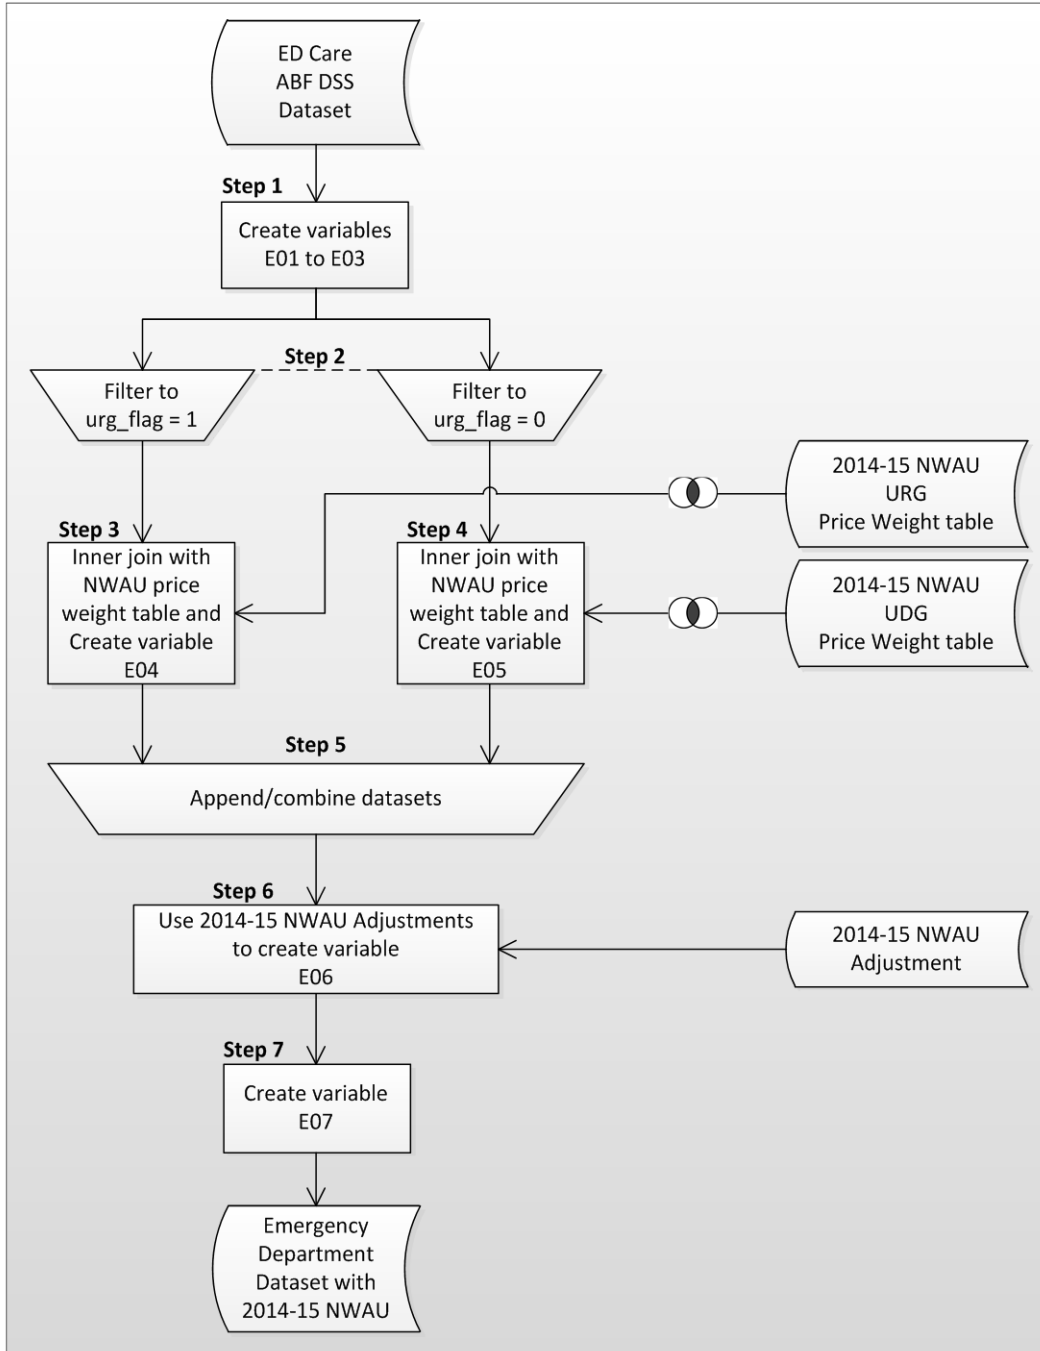 ED Care
ABF DSS
Dataset
Step 1
Create variables
E01 to E03
Step 2
Filter to
urg_flag = 1
Filter to
urg_flag = 0
2014-15 NWAU
URG
Price Weight table
Step 3
Inner join with
NWAU price
weight table and
Create variable
E04
Step 4
Inner join with
NWAU price
weight table and
Create variable
E05
2014-15 NWAU
UDG
Price Weight table
Step 5
Append/combine datasets
Step 6
Use 2014-15 NWAU Adjustments
to create variable
E06
2014-15 NWAU
Adjustment
Step 7
Create variable
E07
Emergency
Department
Dataset with
2014-15 NWAU